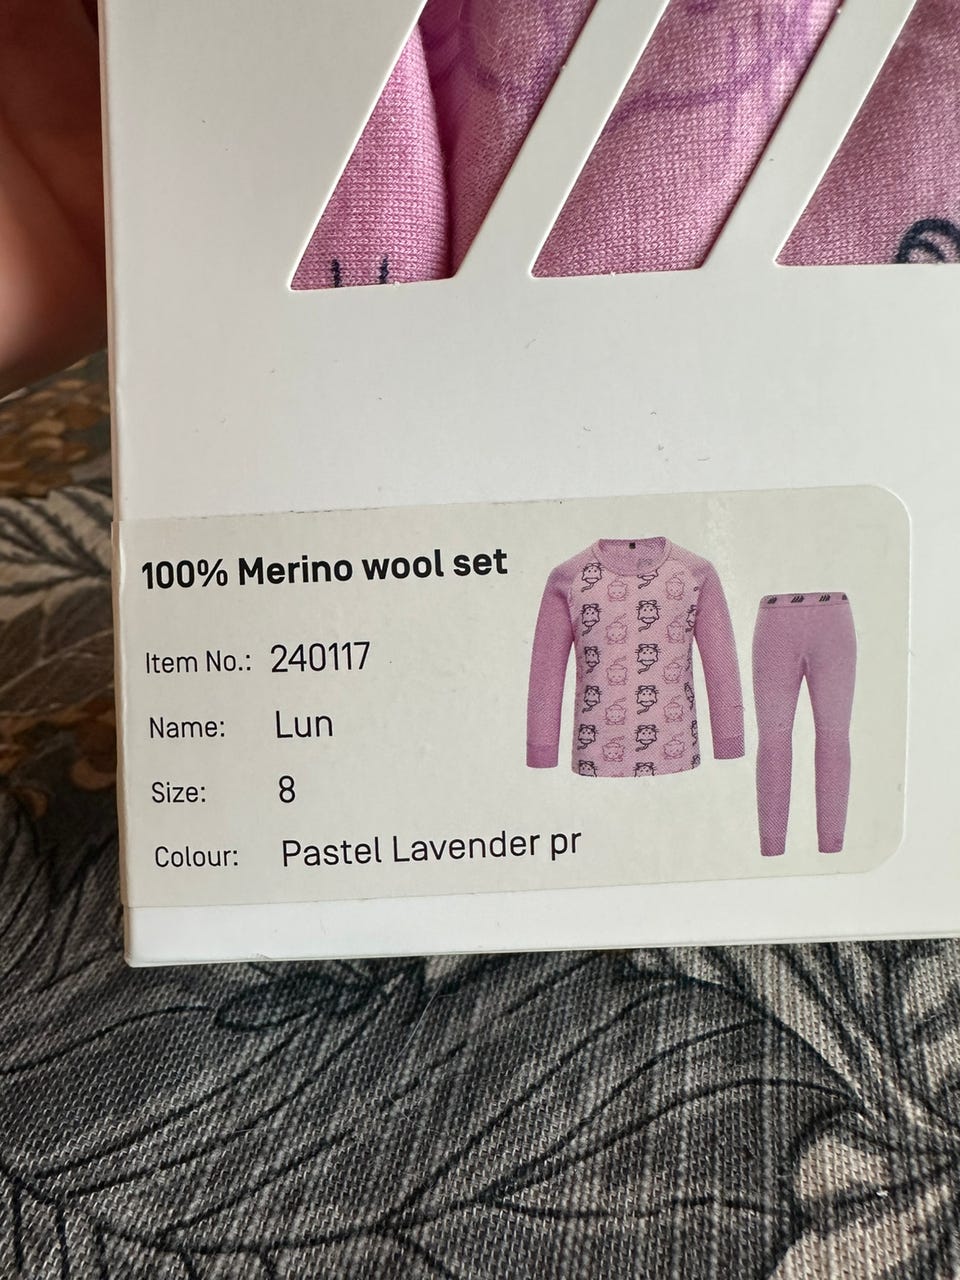 100% Merino wool set
Item No.: 240117
Name: Lun
Size: 8
Colour: Pastel Lavender pr